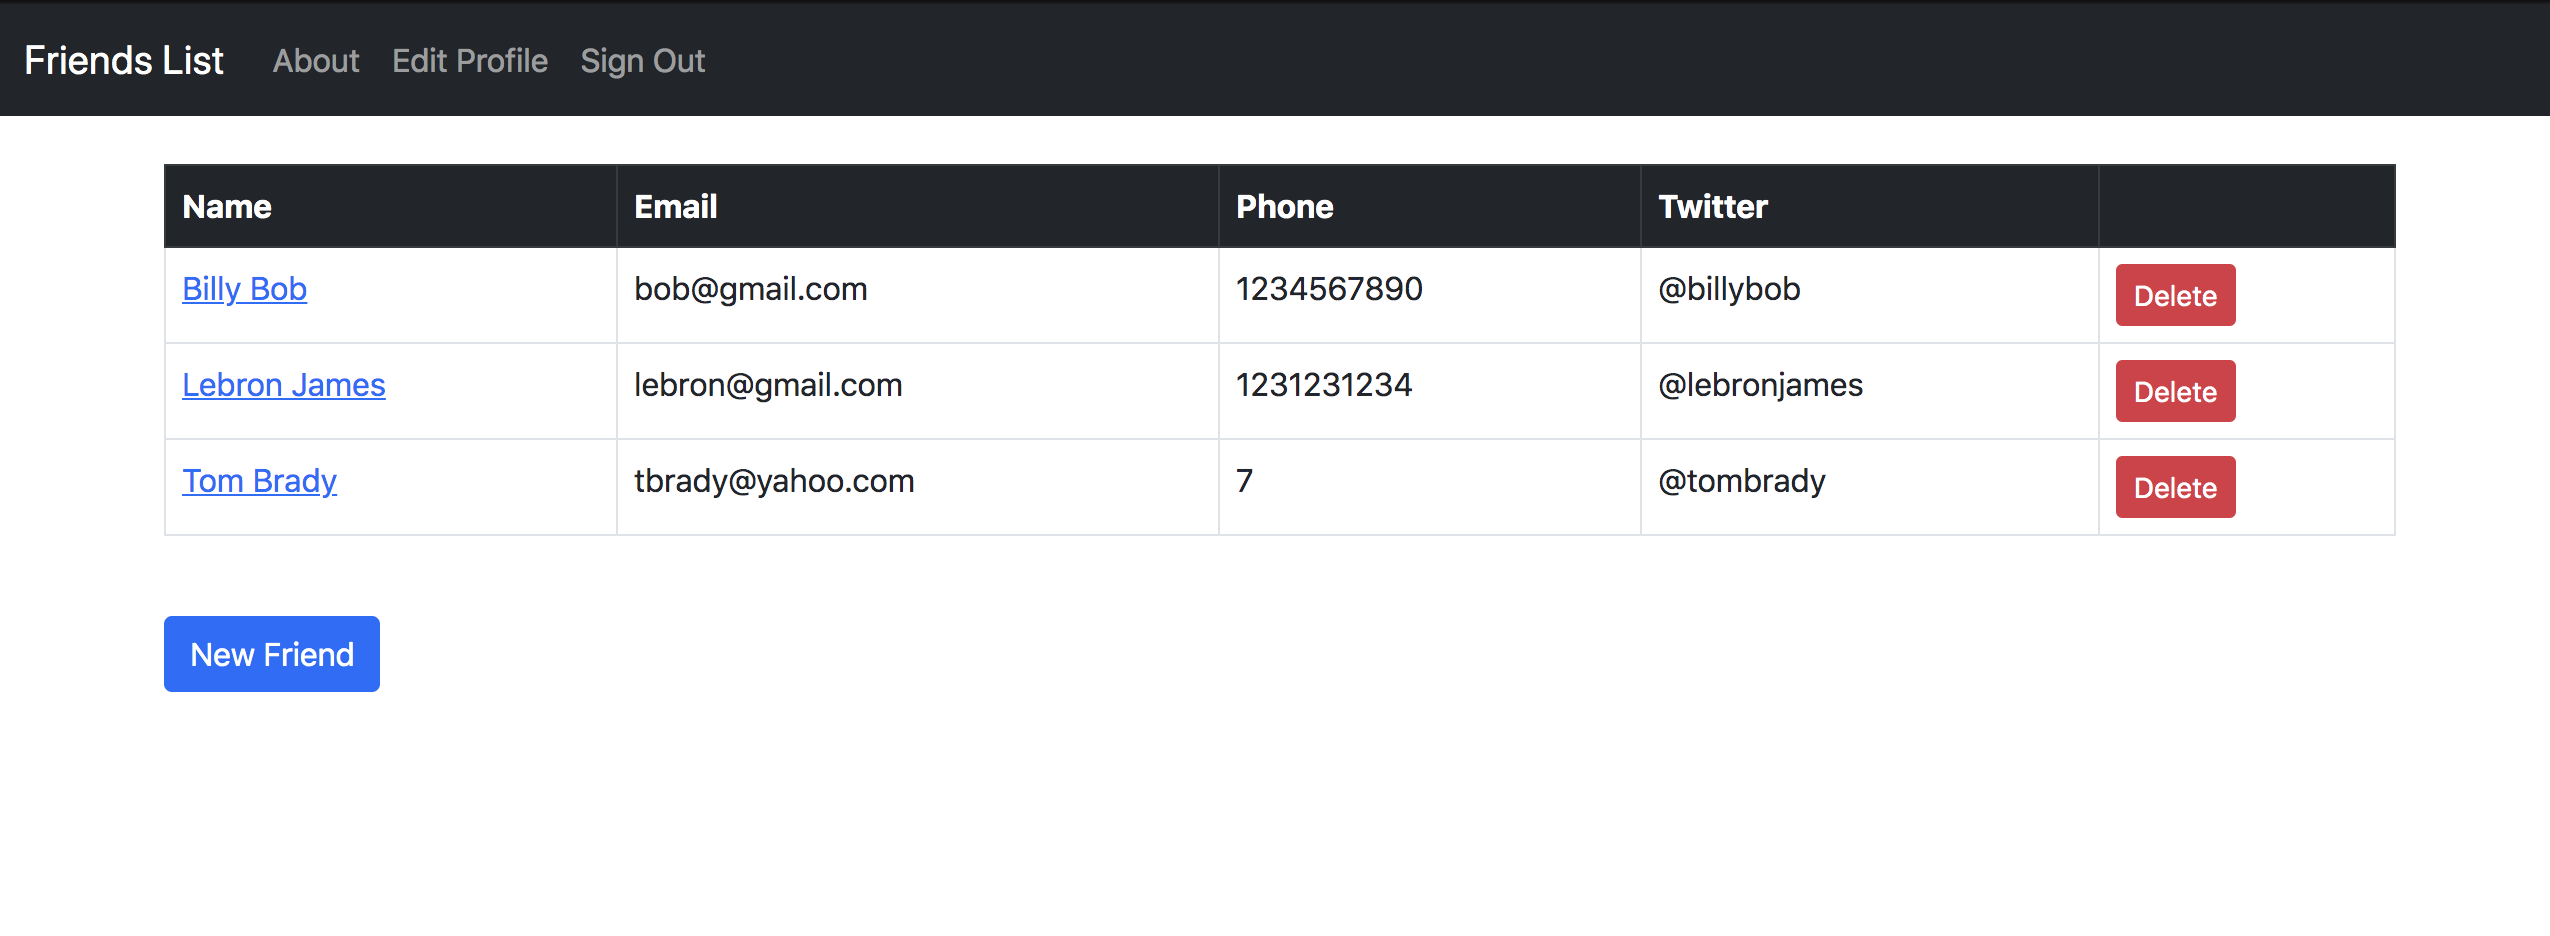 Friends List About Edit Profile Sign Out
Name Email Phone Twitter
Billy Bob bob@gmail.com 1234567890 @billybob Delete
Lebron James lebron@gmail.com 1231231234 @lebronjames Delete
Tom Brady tbrady@yahoo.com 7 @tombrady Delete
New Friend